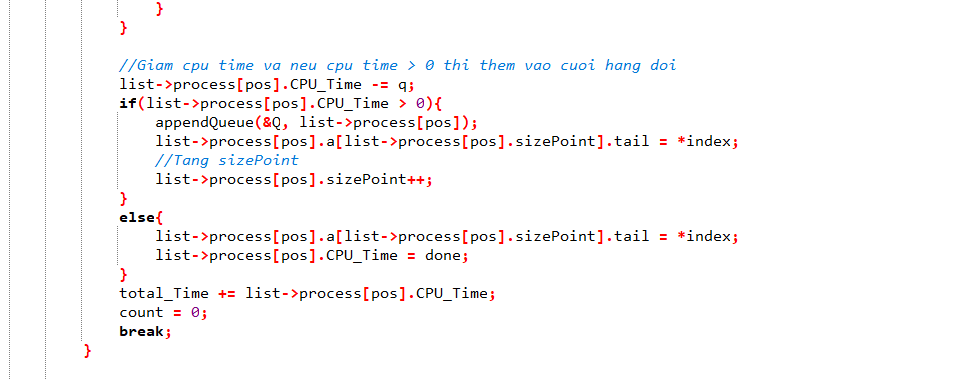 }
}
//Giam cpu time va neu cpu time > 0 thi them vao cuoi hang doi
list->process[pos].CPU_Time -= q;
if(list->process[pos].CPU_Time > 0){
appendQueue(&Q, list->process[pos]);
list->process[pos].a[list->process[pos].sizePoint].tail = *index;
//Tang sizePoint
list->process[pos].sizePoint++;
}
else{
list->process[pos].a[list->process[pos].sizePoint].tail = *index;
list->process[pos].CPU_Time = done;
}
total_Time += list->process[pos].CPU_Time;
count = 0;
break;
}